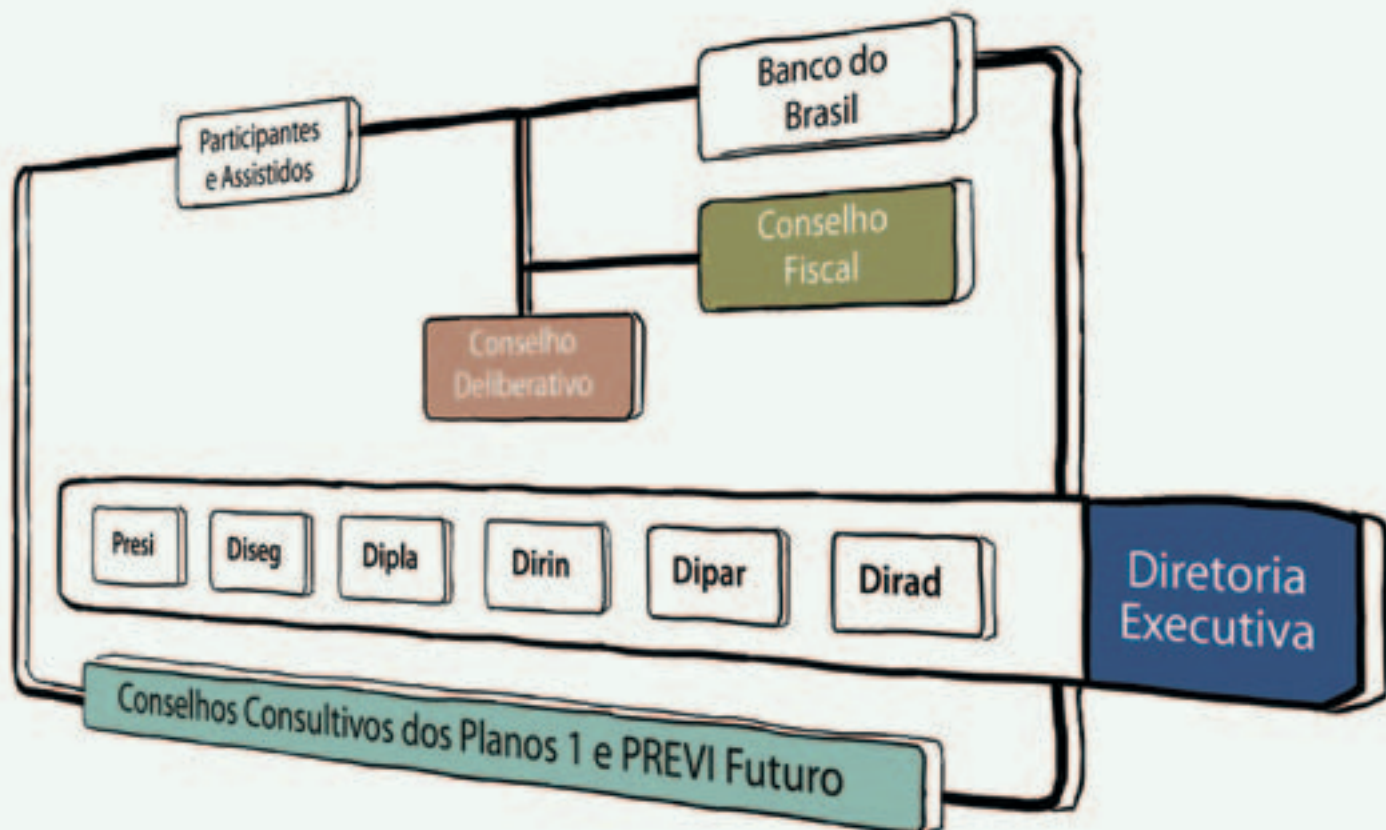 Banco do
Brasil
Participantes
e Assistidos
Conselho
Fiscal
Conselho
Deliberativo
Presi
Diseg
Dipla
Dirin
Dipar
Dirad
Diretoria
Executiva
Conselhos Consultivos dos Planos 1 e PREVI Futuro